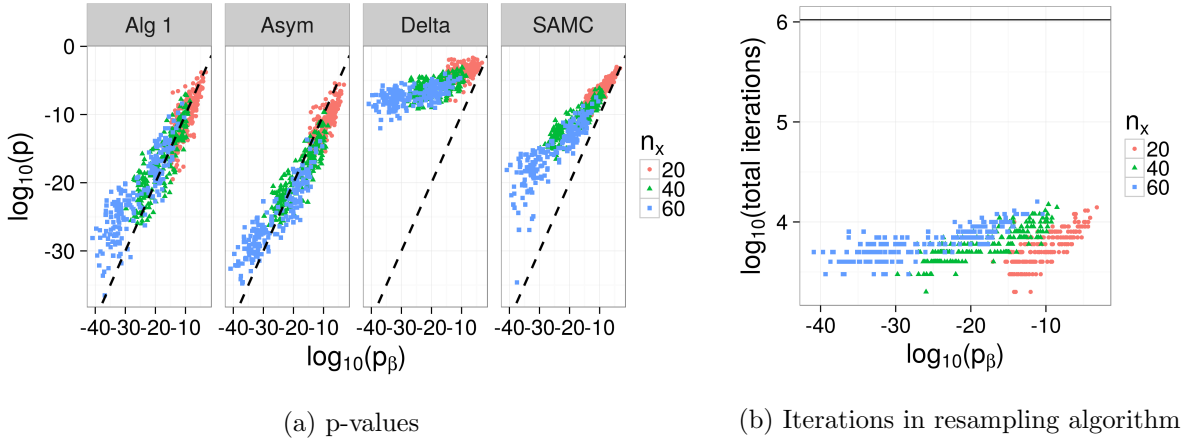 Alg 1 Asym Delta SAMC
0
-10
-20
-30
log10(p)
-40 -30 -20 -10 -40 -30 -20 -10 -40 -30 -20 -10 -40 -30 -20 -10
log10(pβ)
nx
20
40
60
(a) p-values
6
5
4
log10(total iterations)
-40 -30 -20 -10
log10(pβ)
nx
20
40
60
(b) Iterations in resampling algorithm